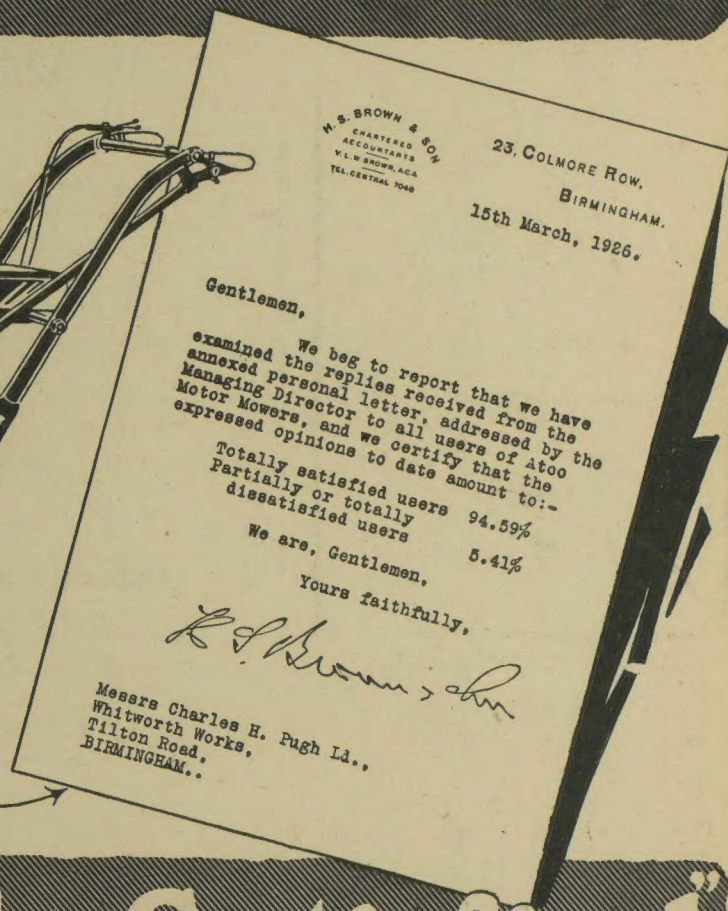 H. S. BROWN & SON
CHARTERED
ACCOUNTANTS
V. L. W. BROWN, A.C.A.
TEL. CENTRAL 7048
23, COLMORE ROW,
BIRMINGHAM.
15th March, 1926.
Gentlemen,
We beg to report that we have
examined the replies received from the
annexed personal letter, addressed by the
Managing Director to all users of Atco
Motor Mowers, and we certify that the
expressed opinions to date amount to:-
Totally satisfied users 94.59%
Partially or totally
dissatisfied users 5.41%
We are, Gentlemen,
Yours faithfully,
H. S. Brown & Son
Messrs Charles H. Pugh Ld.,
Whitworth Works,
Tilton Road,
BIRMINGHAM..